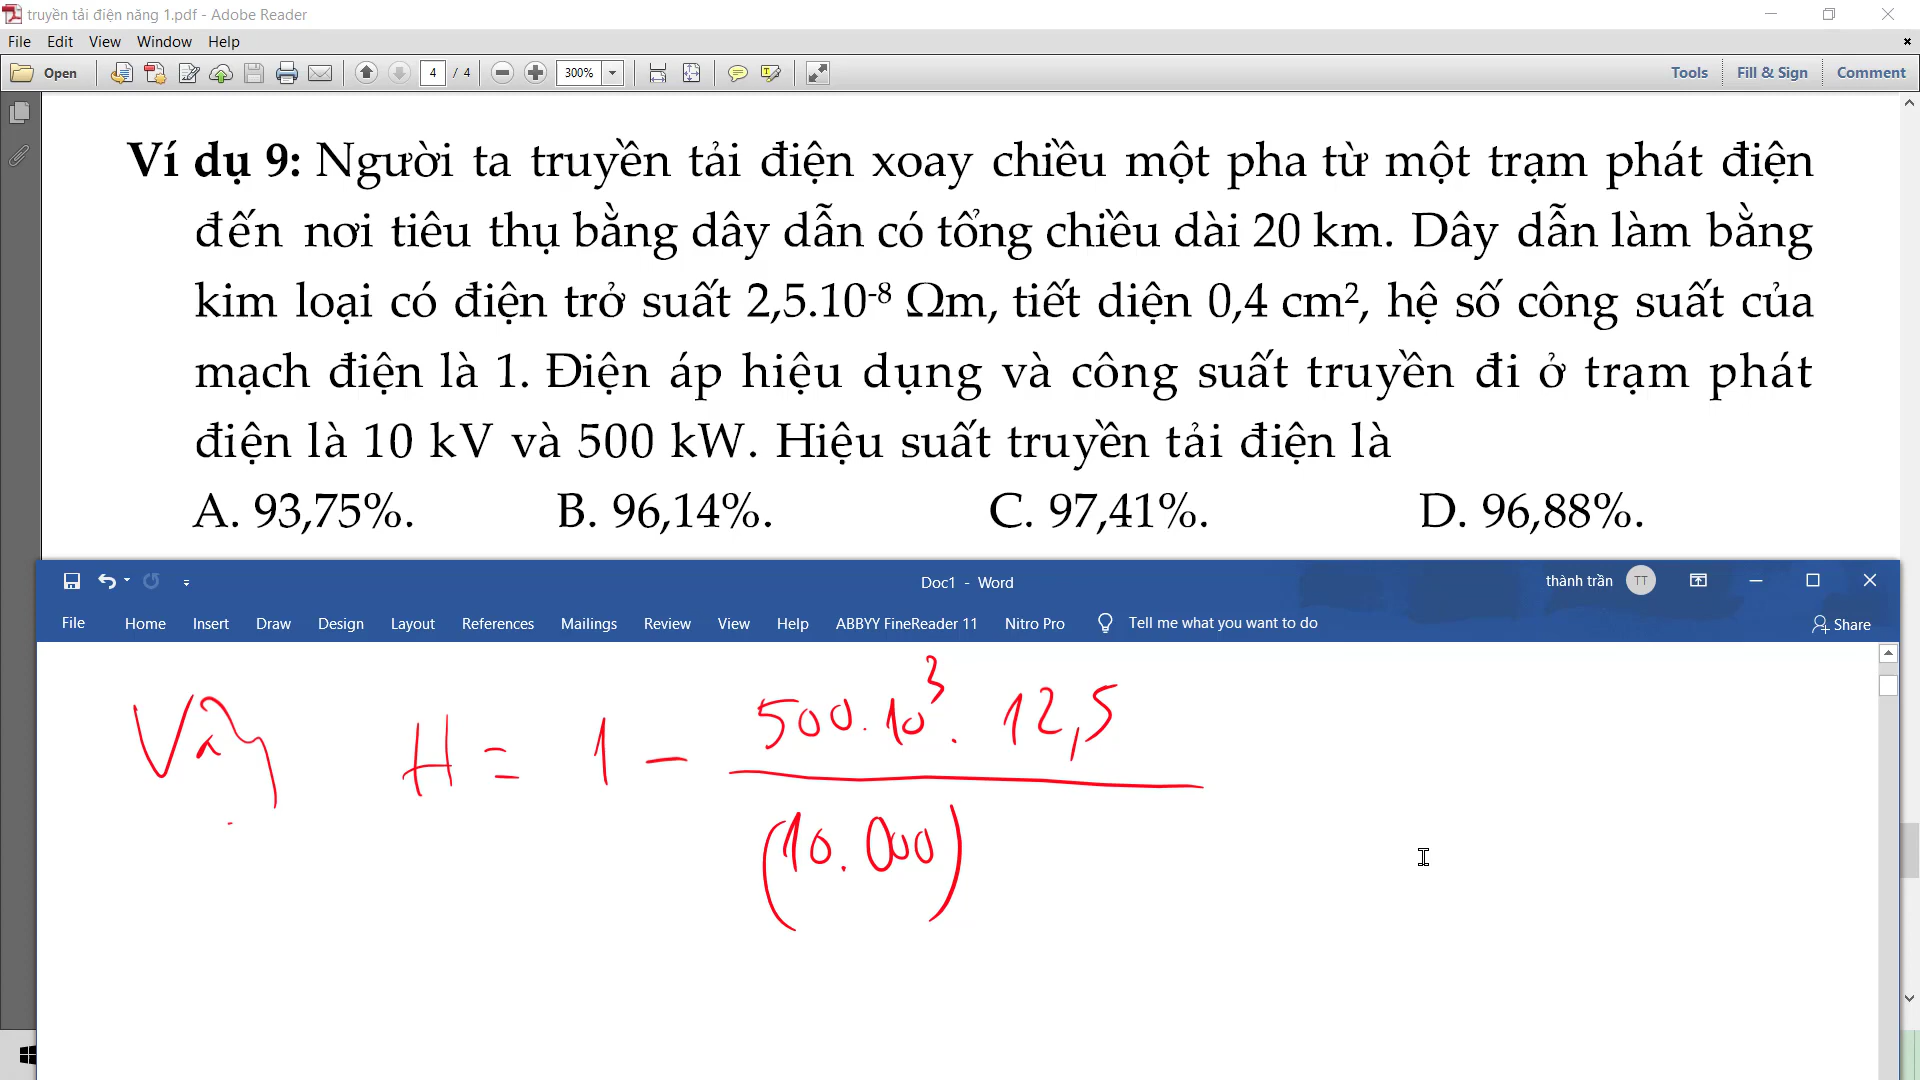 truyền tải điện năng 1.pdf - Adobe Reader
File Edit View Window Help
Open 4 / 4 300% Tools Fill & Sign Comment
Ví dụ 9: Người ta truyền tải điện xoay chiều một pha từ một trạm phát điện
đến nơi tiêu thụ bằng dây dẫn có tổng chiều dài 20 km. Dây dẫn làm bằng
kim loại có điện trở suất 2,5.10⁻⁸ Ωm, tiết diện 0,4 cm², hệ số công suất của
mạch điện là 1. Điện áp hiệu dụng và công suất truyền đi ở trạm phát
điện là 10 kV và 500 kW. Hiệu suất truyền tải điện là
A. 93,75%. B. 96,14%. C. 97,41%. D. 96,88%.
Doc1 - Word thành trần TT
File Home Insert Draw Design Layout References Mailings Review View Help ABBYY FineReader 11 Nitro Pro Tell me what you want to do Share
500.10³. 12,5
Vậy H = 1 -
(10.000)